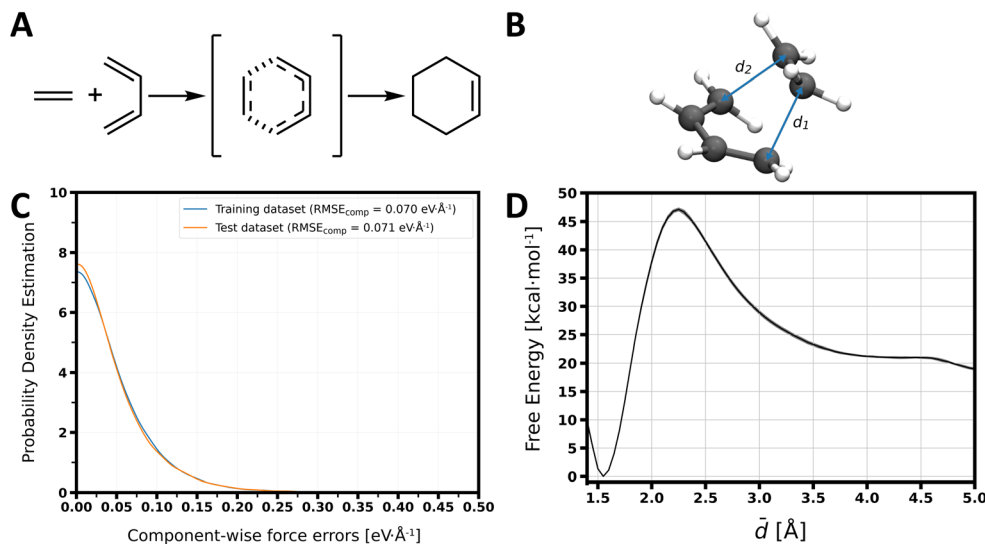 A
+
B
d₂
d₁
C
Probability Density Estimation
10
8
6
4
2
0
Training dataset (RMSE_comp = 0.070 eV·Å⁻¹)
Test dataset (RMSE_comp = 0.071 eV·Å⁻¹)
0.00 0.05 0.10 0.15 0.20 0.25 0.30 0.35 0.40 0.45 0.50
Component-wise force errors [eV·Å⁻¹]
D
Free Energy [kcal·mol⁻¹]
50
45
40
35
30
25
20
15
10
5
0
1.5 2.0 2.5 3.0 3.5 4.0 4.5 5.0
d̄ [Å]